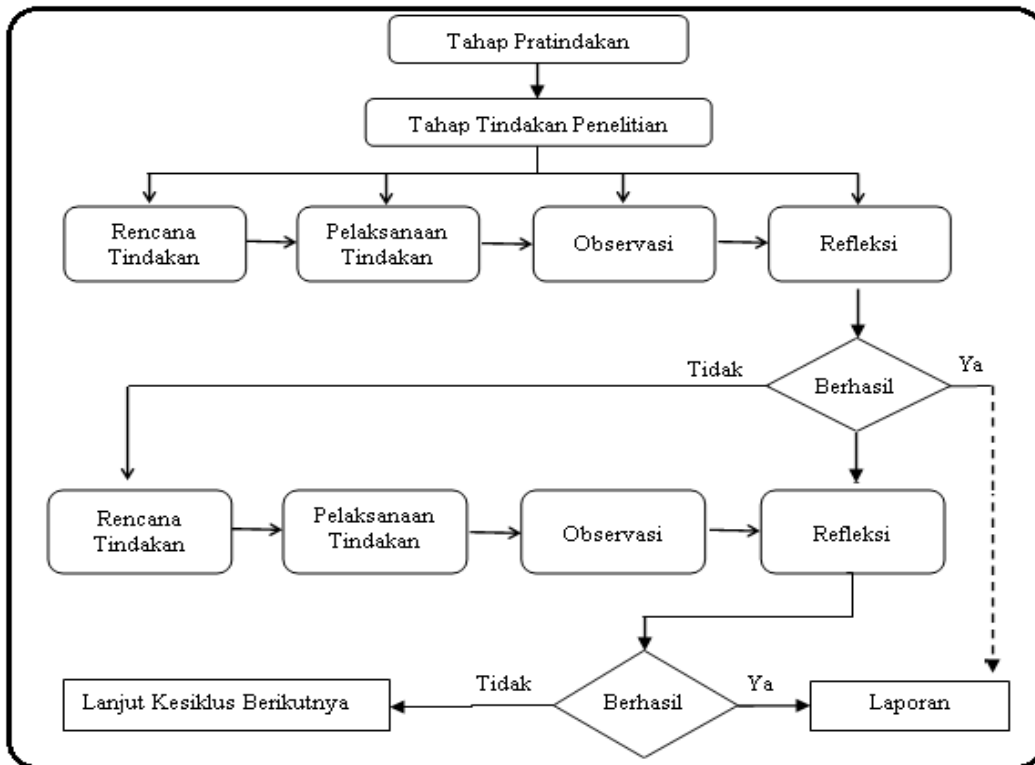 Tahap Pratindakan
Tahap Tindakan Penelitian
Rencana
Tindakan
Pelaksanaan
Tindakan
Observasi
Refleksi
Tidak
Berhasil
Ya
Rencana
Tindakan
Pelaksanaan
Tindakan
Observasi
Refleksi
Lanjut Kesiklus Berikutnya
Tidak
Berhasil
Ya
Laporan